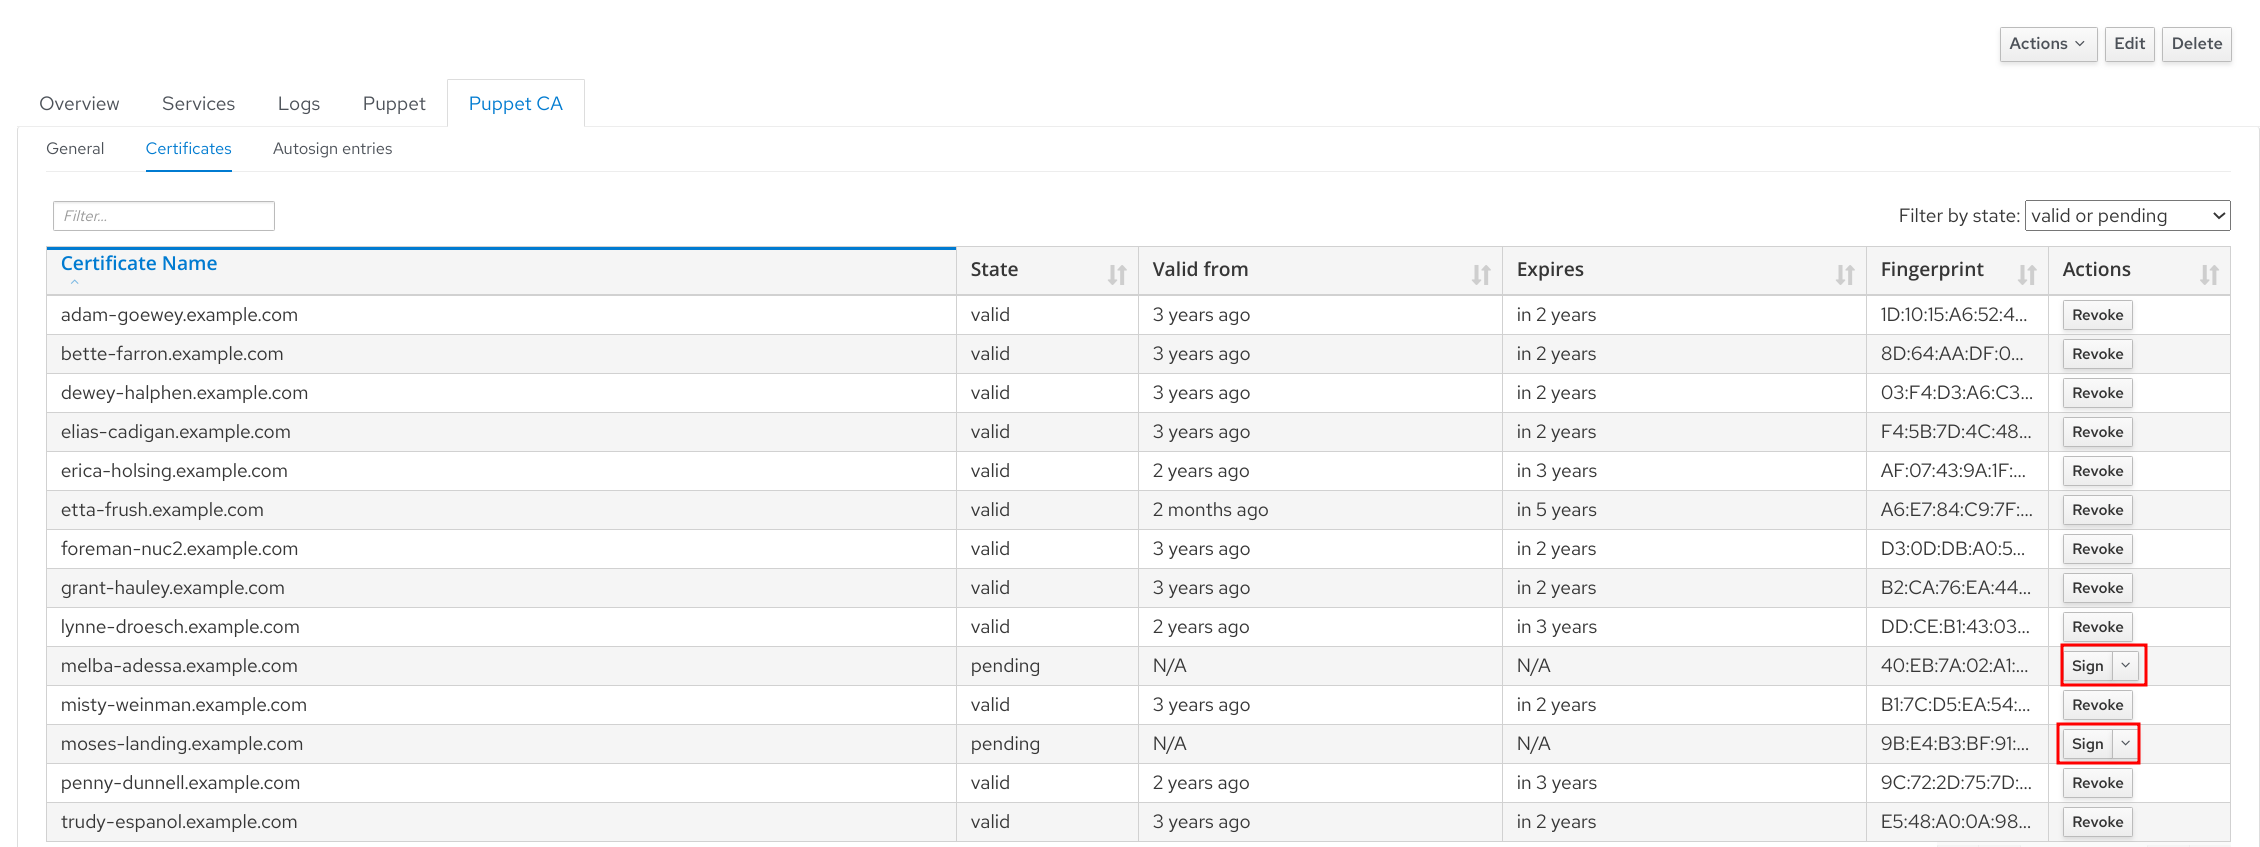 Actions Edit Delete
Overview Services Logs Puppet Puppet CA
General Certificates Autosign entries
Filter... Filter by state: valid or pending
Certificate Name State Valid from Expires Fingerprint Actions
adam-goewey.example.com valid 3 years ago in 2 years 1D:10:15:A6:52:4... Revoke
bette-farron.example.com valid 3 years ago in 2 years 8D:64:AA:DF:0... Revoke
dewey-halphen.example.com valid 3 years ago in 2 years 03:F4:D3:A6:C3... Revoke
elias-cadigan.example.com valid 3 years ago in 2 years F4:5B:7D:4C:48... Revoke
erica-holsing.example.com valid 2 years ago in 3 years AF:07:43:9A:1F:... Revoke
etta-frush.example.com valid 2 months ago in 5 years A6:E7:84:C9:7F:... Revoke
foreman-nuc2.example.com valid 3 years ago in 2 years D3:0D:DB:A0:5... Revoke
grant-hauley.example.com valid 3 years ago in 2 years B2:CA:76:EA:44... Revoke
lynne-droesch.example.com valid 2 years ago in 3 years DD:CE:B1:43:03... Revoke
melba-adessa.example.com pending N/A N/A 40:EB:7A:02:A1:... Sign
misty-weinman.example.com valid 3 years ago in 2 years B1:7C:D5:EA:54:... Revoke
moses-landing.example.com pending N/A N/A 9B:E4:B3:BF:91:... Sign
penny-dunnell.example.com valid 2 years ago in 3 years 9C:72:2D:75:7D:... Revoke
trudy-espanol.example.com valid 3 years ago in 2 years E5:48:A0:0A:98... Revoke